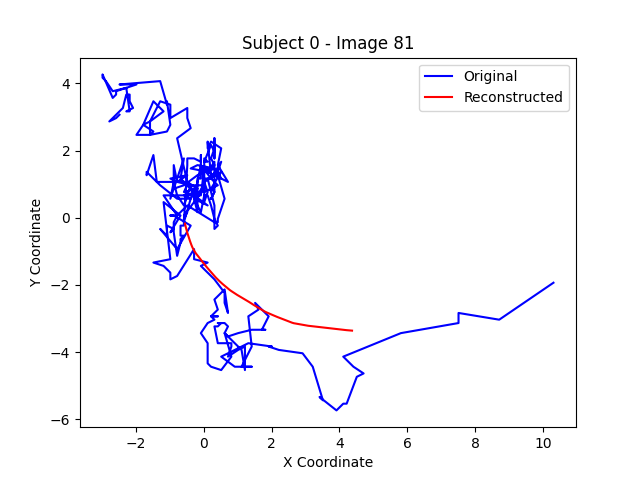 Subject 0 - Image 81
Original
Reconstructed
Y Coordinate
4
2
0
−2
−4
−6
−2
0
2
4
6
8
10
X Coordinate